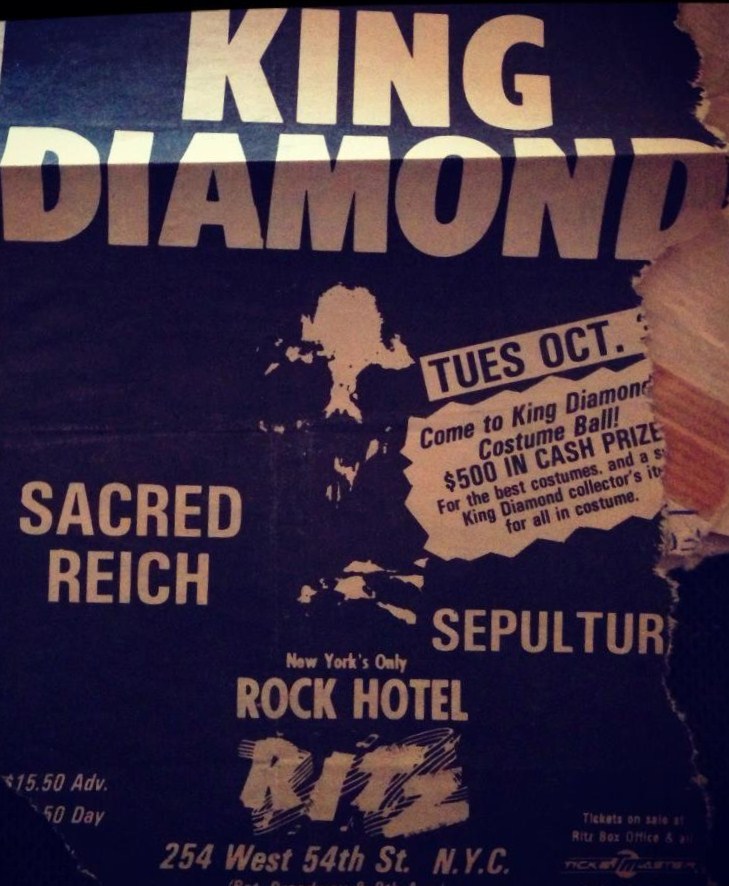 KING
DIAMOND
TUES OCT.
Come to King Diamond
Costume Ball!
$500 IN CASH PRIZE
For the best costumes, and a
King Diamond collector's
for all in costume.
SACRED
REICH
SEPULTUR
New York's Only
ROCK HOTEL
RITZ
$15.50 Adv.
50 Day
Tickets on sale at
Ritz Box Office &
TICKETMASTER
254 West 54th St. N.Y.C.